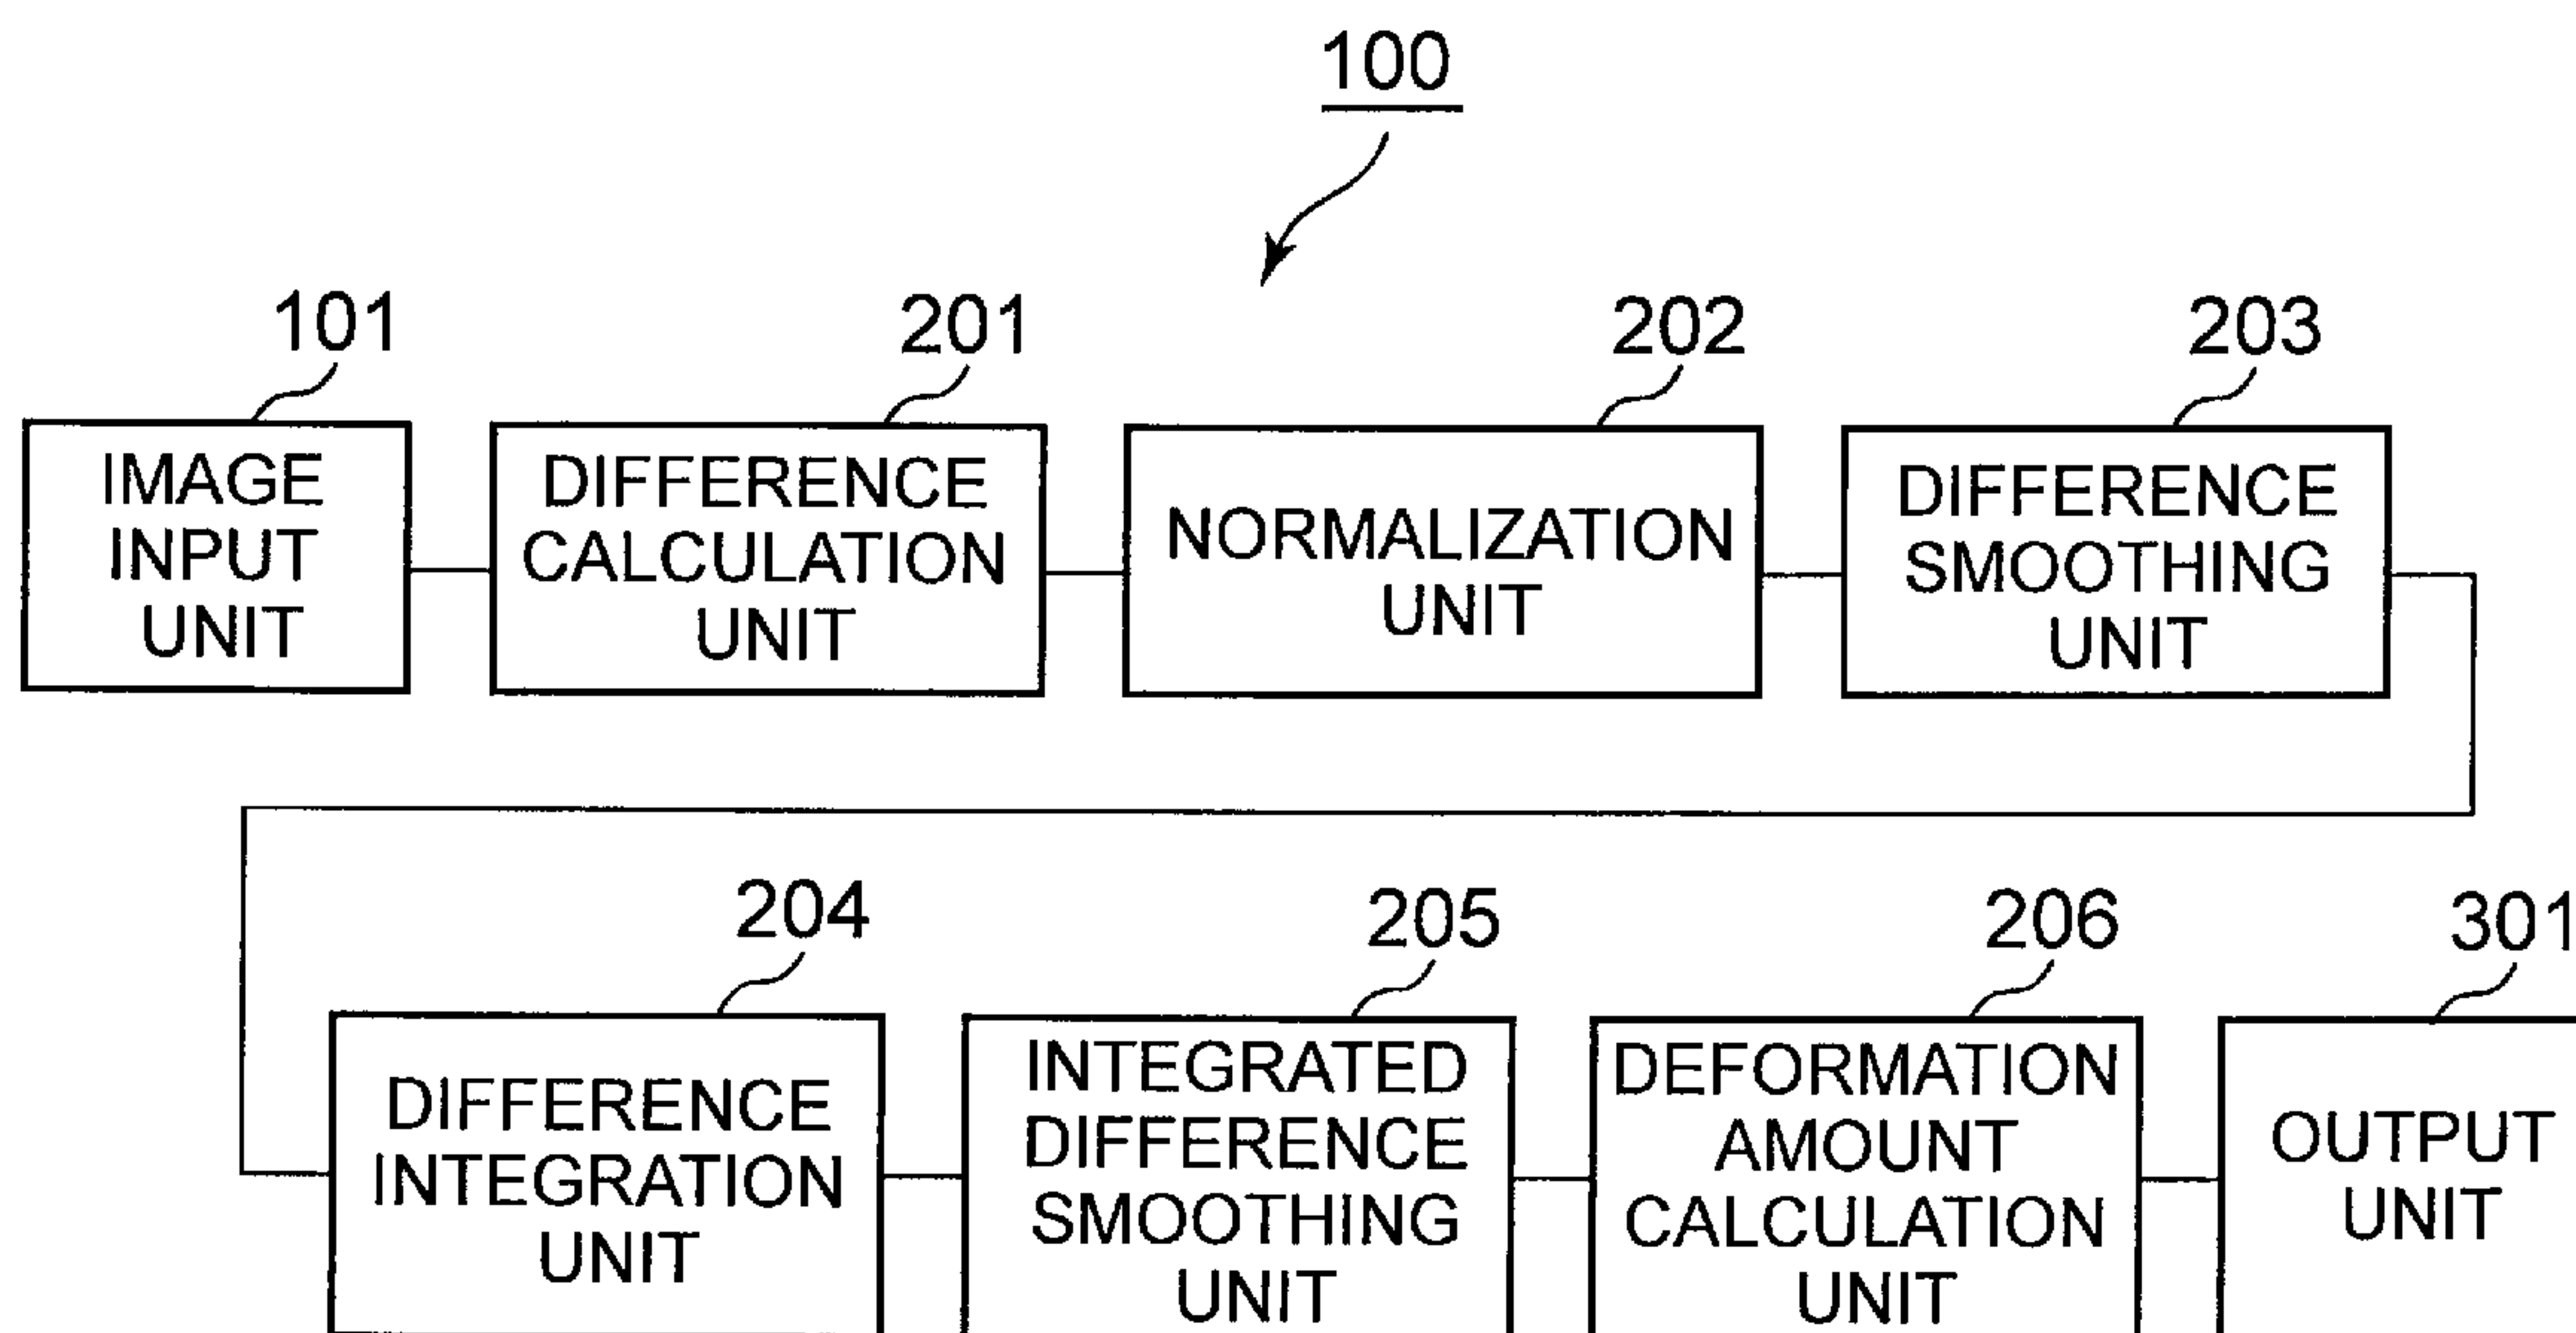 100
101
201
202
203
IMAGE
INPUT
UNIT
DIFFERENCE
CALCULATION
UNIT
NORMALIZATION
UNIT
DIFFERENCE
SMOOTHING
UNIT
204
205
206
301
DIFFERENCE
INTEGRATION
UNIT
INTEGRATED
DIFFERENCE
SMOOTHING
UNIT
DEFORMATION
AMOUNT
CALCULATION
UNIT
OUTPUT
UNIT